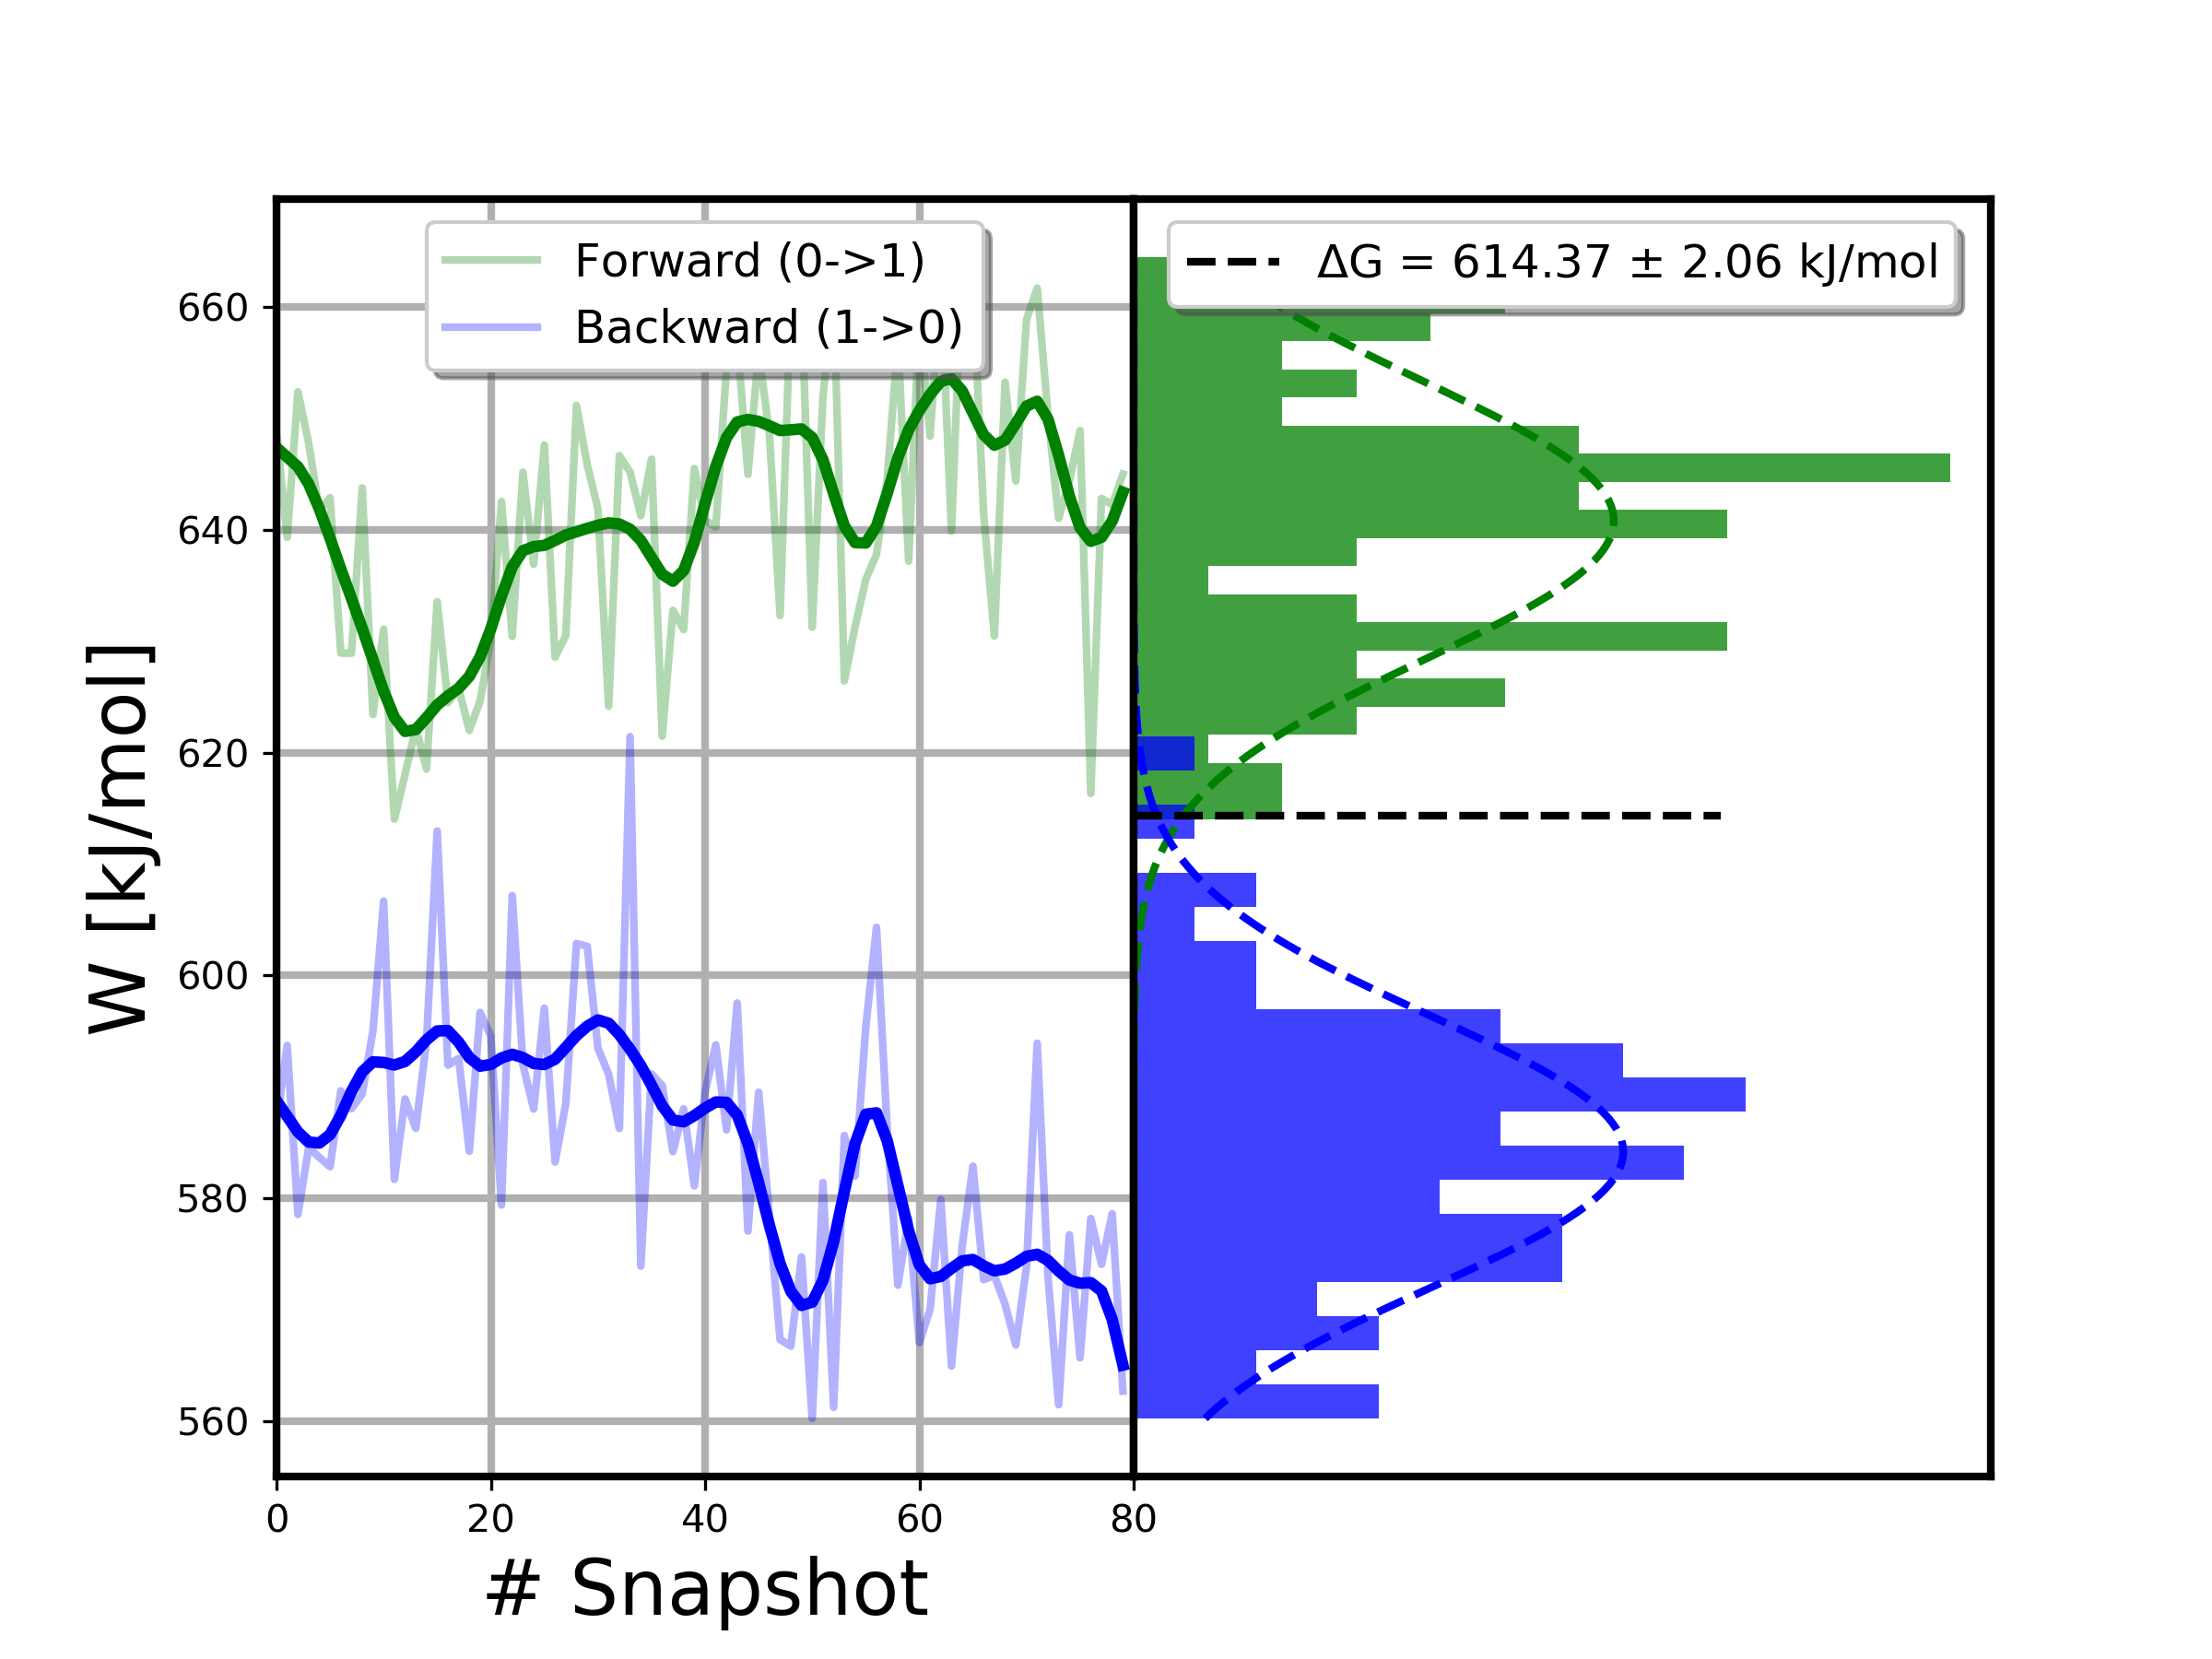 Forward (0->1)
Backward (1->0)
ΔG = 614.37 ± 2.06 kJ/mol
660
640
620
600
580
560
W [kJ/mol]
0 20 40 60 80
# Snapshot